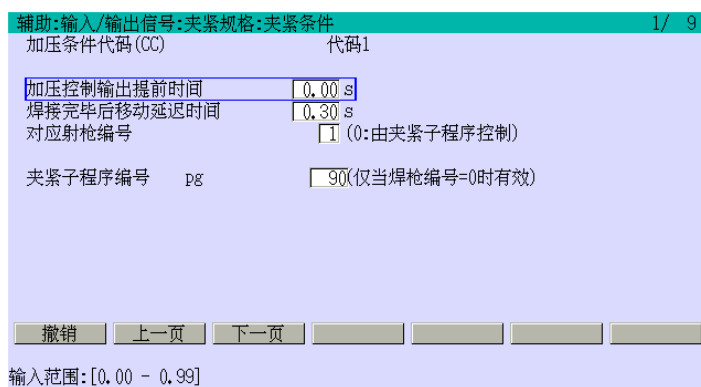 辅助:输入/输出信号:夹紧规格:夹紧条件 1/ 9
加压条件代码(CC) 代码1
加压控制输出提前时间 0.00 s
焊接完毕后移动延迟时间 0.30 s
对应射枪编号 1 (0:由夹紧子程序控制)
夹紧子程序编号 pg 90(仅当焊枪编号=0时有效)
撤销 上一页 下一页
输入范围:[0.00 - 0.99]